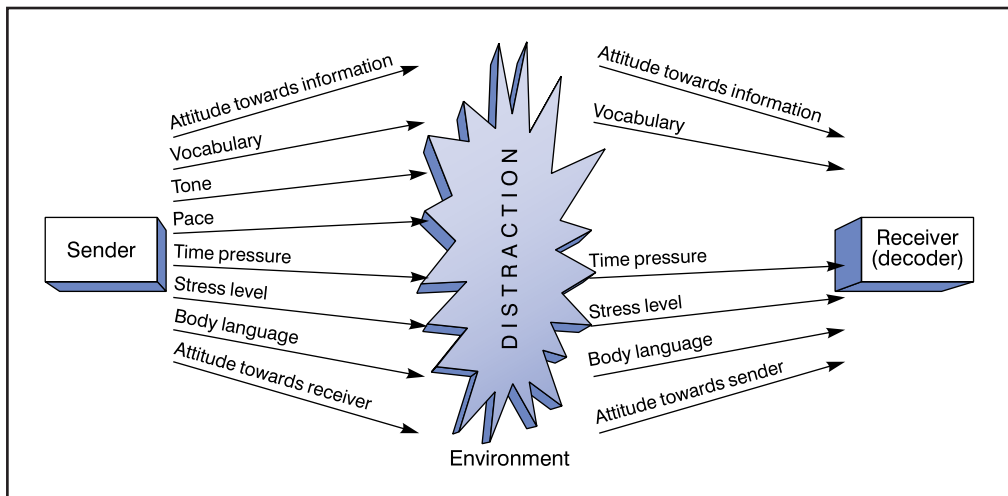 Attitude towards information
Vocabulary
Tone
Pace
Time pressure
Stress level
Body language
Attitude towards receiver
Sender
DISTRACTION
Environment
Attitude towards information
Vocabulary
Time pressure
Stress level
Body language
Attitude towards sender
Receiver
(decoder)